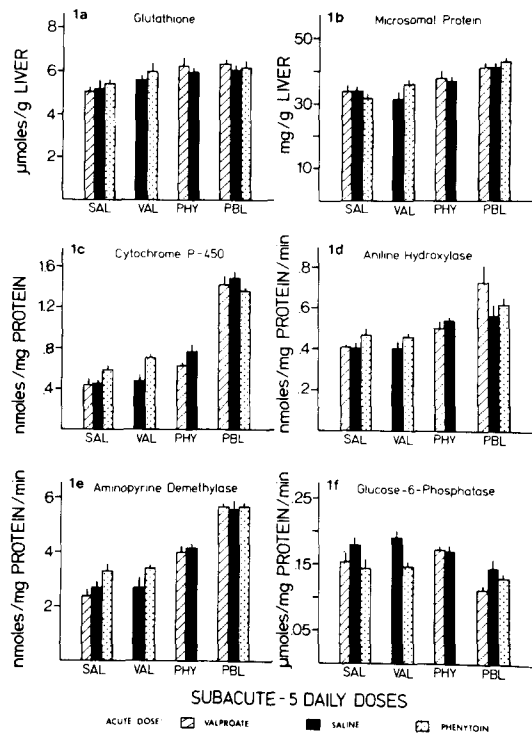 1a Glutathione
µmoles/g LIVER
8
6
4
2
SAL VAL PHY PBL
1b Microsomal Protein
mg/g LIVER
50
30
10
SAL VAL PHY PBL
1c Cytochrome P-450
nmoles/mg PROTEIN
1.6
1.2
.8
.4
SAL VAL PHY PBL
1d Aniline Hydroxylase
nmoles/mg PROTEIN/min
.8
.6
.4
.2
SAL VAL PHY PBL
1e Aminopyrine Demethylase
nmoles/mg PROTEIN/min
6
4
2
SAL VAL PHY PBL
1f Glucose-6-Phosphatase
µmoles/mg PROTEIN/min
.25
.15
.05
SAL VAL PHY PBL
SUBACUTE-5 DAILY DOSES
ACUTE DOSE: VALPROATE SALINE PHENYTOIN